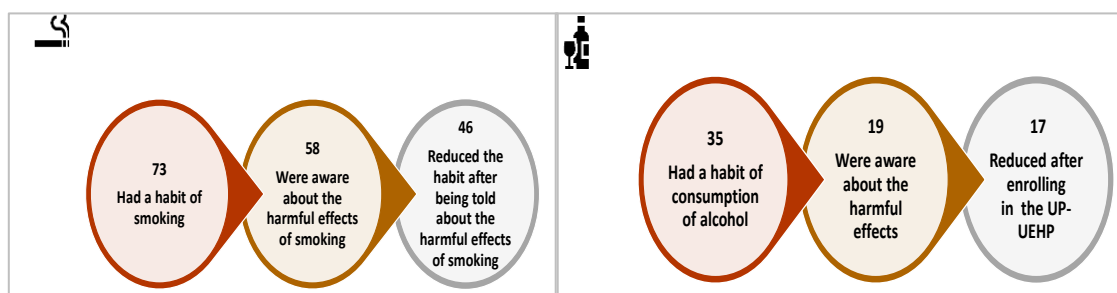 73
Had a habit of
smoking
58
Were aware
about the
harmful effects
of smoking
46
Reduced the
habit after
being told
about the
harmful effects
of smoking
35
Had a habit of
consumption
of alcohol
19
Were aware
about the
harmful
effects
17
Reduced after
enrolling
in the UP-
UEHP